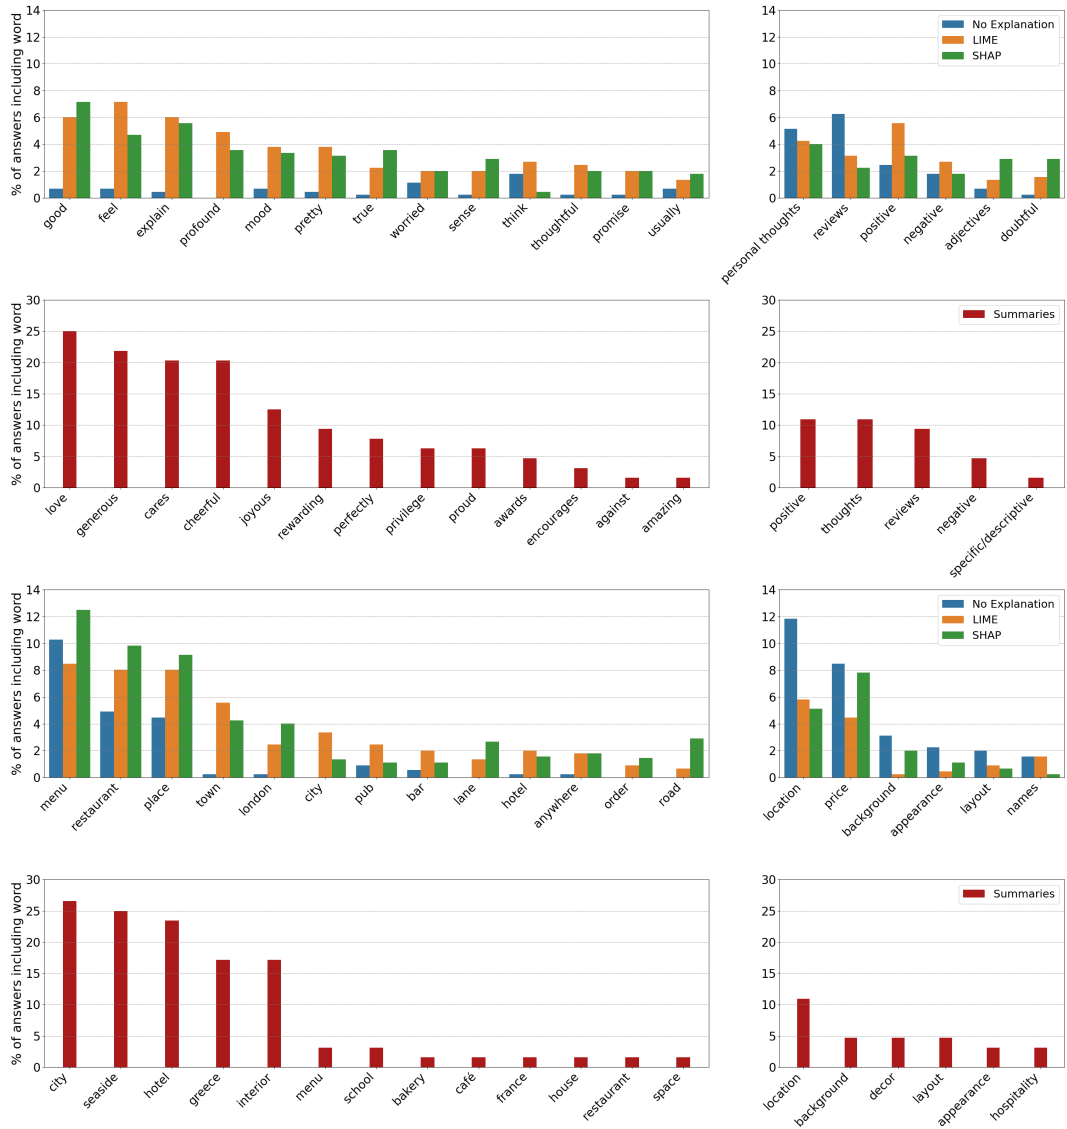 % of answers including word
14
12
10
8
6
4
2
0
good
feel
explain
profound
mood
pretty
true
worried
sense
think
thoughtful
promise
usually
14
12
10
8
6
4
2
0
No Explanation
LIME
SHAP
personal thoughts
reviews
positive
negative
adjectives
doubtful
% of answers including word
30
25
20
15
10
5
0
love
generous
cares
cheerful
joyous
rewarding
perfectly
privilege
proud
awards
encourages
against
amazing
30
25
20
15
10
5
0
Summaries
positive
thoughts
reviews
negative
specific/descriptive
% of answers including word
14
12
10
8
6
4
2
0
menu
restaurant
place
town
london
city
pub
bar
lane
hotel
anywhere
order
road
14
12
10
8
6
4
2
0
No Explanation
LIME
SHAP
location
price
background
appearance
layout
names
% of answers including word
30
25
20
15
10
5
0
city
seaside
hotel
greece
interior
menu
school
bakery
café
france
house
restaurant
space
30
25
20
15
10
5
0
Summaries
location
background
decor
layout
appearance
hospitality